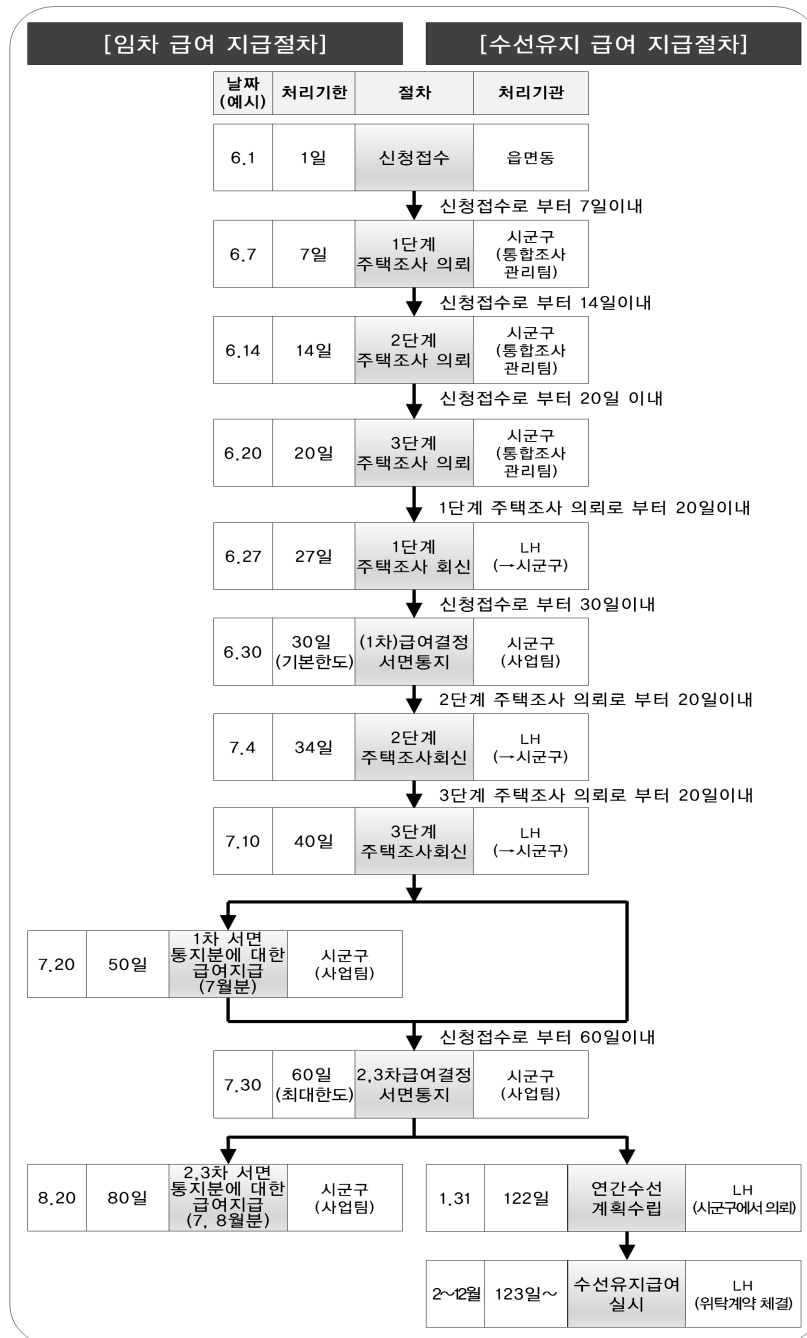 [임차 급여 지급절차]
[수선유지 급여 지급절차]
날짜
(예시)
처리기한
절차
처리기관
6.1
1일
신청접수
읍면동
신청접수로 부터 7일이내
6.7
7일
1단계
주택조사 의뢰
시군구
(통합조사
관리팀)
신청접수로 부터 14일이내
6.14
14일
2단계
주택조사 의뢰
시군구
(통합조사
관리팀)
신청접수로 부터 20일 이내
6.20
20일
3단계
주택조사 의뢰
시군구
(통합조사
관리팀)
1단계 주택조사 의뢰로 부터 20일이내
6.27
27일
1단계
주택조사 회신
LH
(→시군구)
신청접수로 부터 30일이내
6.30
30일
(기본한도)
(1차)급여결정
서면통지
시군구
(사업팀)
2단계 주택조사 의뢰로 부터 20일이내
7.4
34일
2단계
주택조사회신
LH
(→시군구)
3단계 주택조사 의뢰로 부터 20일이내
7.10
40일
3단계
주택조사회신
LH
(→시군구)
7.20
50일
1차 서면
통지분에 대한
급여지급
(7월분)
시군구
(사업팀)
신청접수로 부터 60일이내
7.30
60일
(최대한도)
2,3차급여결정
서면통지
시군구
(사업팀)
8.20
80일
2,3차 서면
통지분에 대한
급여지급
(7, 8월분)
시군구
(사업팀)
1.31
122일
연간수선
계획수립
LH
(시군구에서 의뢰)
2~12월
123일~
수선유지급여
실시
LH
(위탁계약 체결)